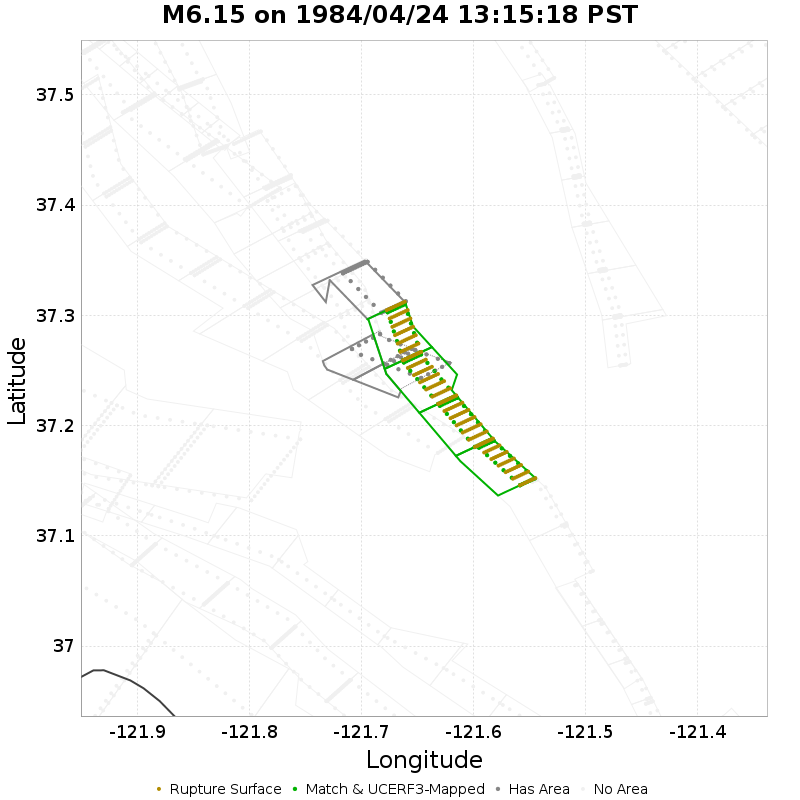 M6.15 on 1984/04/24 13:15:18 PST
37.5
37.4
37.3
37.2
37.1
37
Latitude
-121.9 -121.8 -121.7 -121.6 -121.5 -121.4
Longitude
Rupture Surface Match & UCERF3-Mapped Has Area No Area